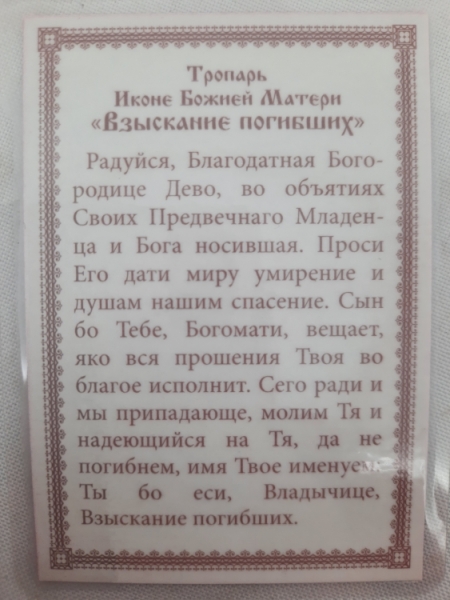 Тропарь
Иконе Божией Матери
«Взыскание погибших»
Радуйся, Благодатная Бого-
родице Дево, во объятиях
Своих Предвечнаго Младен-
ца и Бога носившая. Проси
Его дати миру умирение и
душам нашим спасение. Сын
бо Тебе, Богомати, вещает,
яко вся прошения Твоя во
благое исполнит. Сего ради и
мы припадающе, молим Тя и
надеющийся на Тя, да не
погибнем, имя Твое именуем:
Ты бо еси, Владычице,
Взыскание погибших.